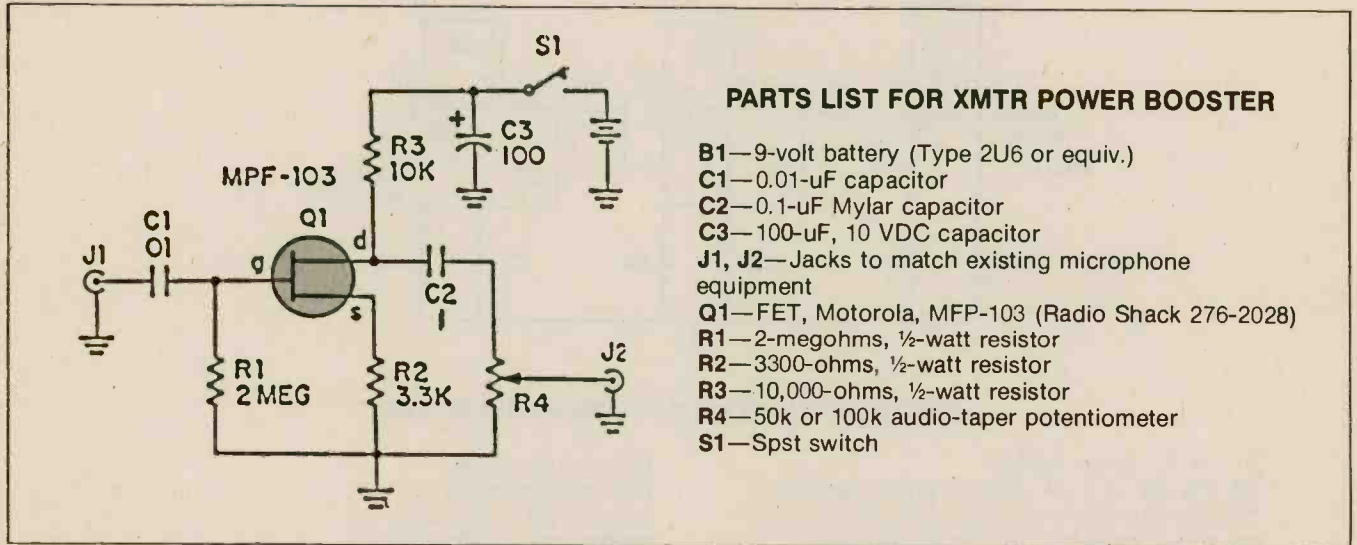 S1
+
C3
100
R3
10K
MPF-103
Q1
C1
01
J1
g
d
s
C2
1
R1
2 MEG
R2
3.3K
R4
J2
PARTS LIST FOR XMTR POWER BOOSTER
B1—9-volt battery (Type 2U6 or equiv.)
C1—0.01-uF capacitor
C2—0.1-uF Mylar capacitor
C3—100-uF, 10 VDC capacitor
J1, J2—Jacks to match existing microphone
equipment
Q1—FET, Motorola, MFP-103 (Radio Shack 276-2028)
R1—2-megohms, ½-watt resistor
R2—3300-ohms, ½-watt resistor
R3—10,000-ohms, ½-watt resistor
R4—50k or 100k audio-taper potentiometer
S1—Spst switch